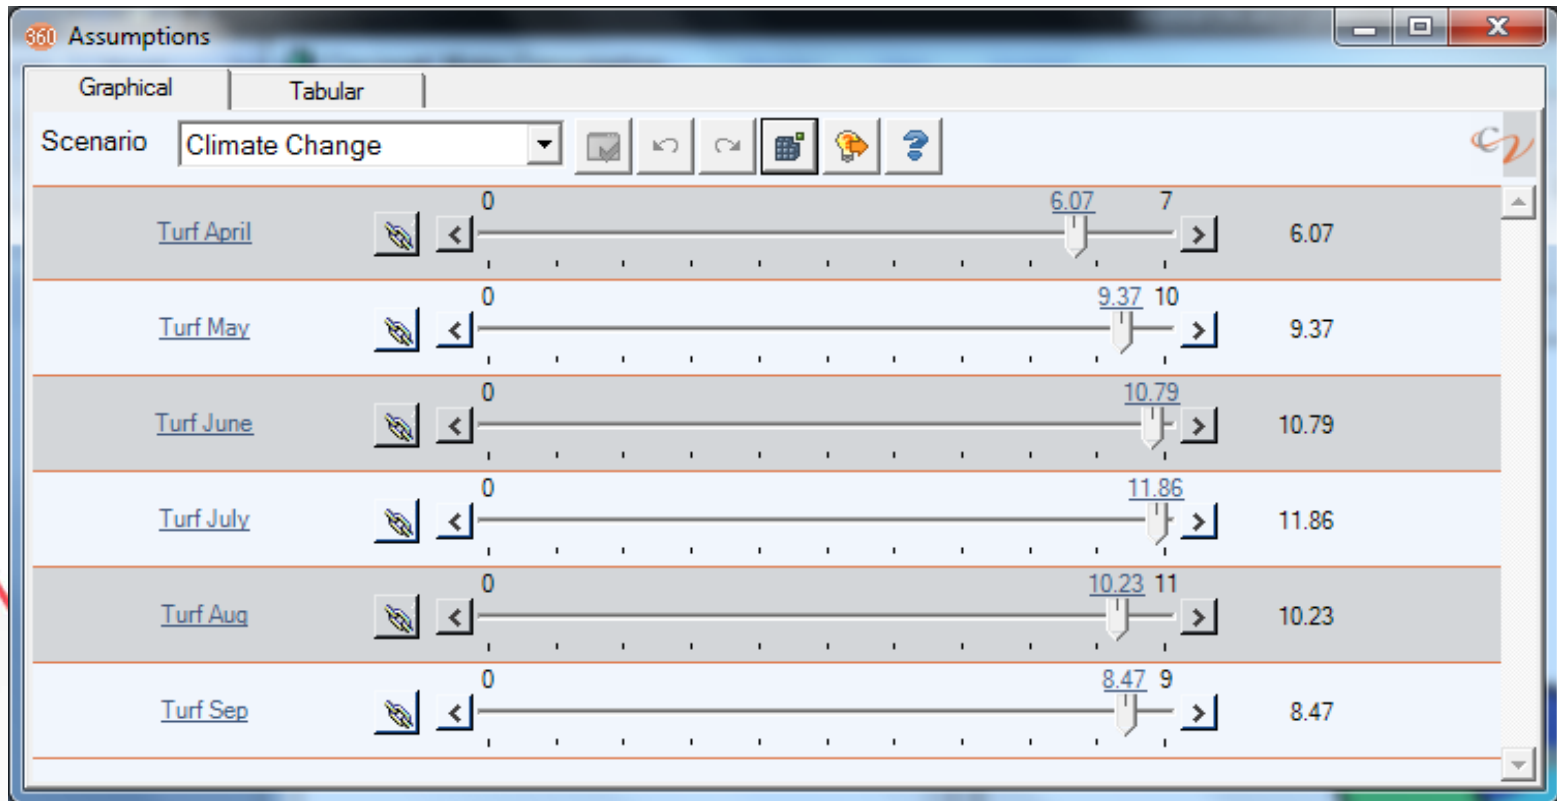 360 Assumptions
Graphical Tabular
Scenario Climate Change ? CV
0 6.07 7
Turf April 6.07
0 9.37 10
Turf May 9.37
0 10.79
Turf June 10.79
0 11.86
Turf July 11.86
0 10.23 11
Turf Aug 10.23
0 8.47 9
Turf Sep 8.47